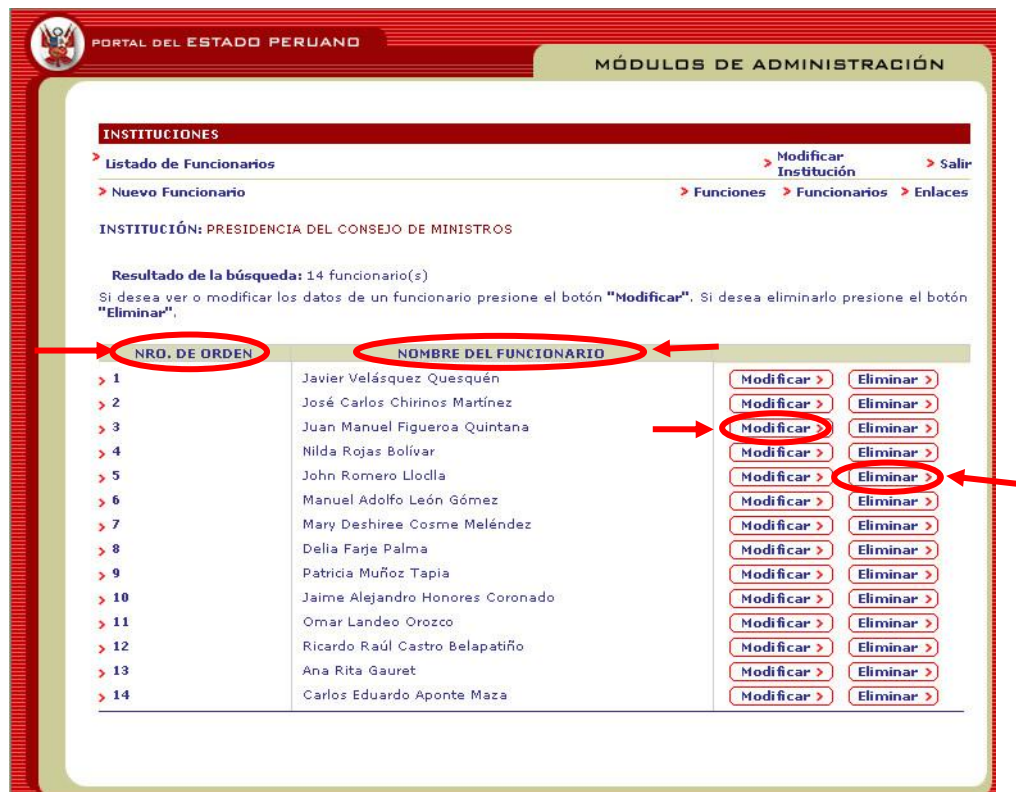 PORTAL DEL ESTADO PERUANO
MÓDULOS DE ADMINISTRACIÓN
INSTITUCIONES
> Listado de Funcionarios > Modificar Institución > Salir
> Nuevo Funcionario > Funciones > Funcionarios > Enlaces
INSTITUCIÓN: PRESIDENCIA DEL CONSEJO DE MINISTROS
Resultado de la búsqueda: 14 funcionario(s)
Si desea ver o modificar los datos de un funcionario presione el botón "Modificar". Si desea eliminarlo presione el botón
"Eliminar".
NRO. DE ORDEN NOMBRE DEL FUNCIONARIO
> 1 Javier Velásquez Quesquén Modificar > Eliminar >
> 2 José Carlos Chirinos Martínez Modificar > Eliminar >
> 3 Juan Manuel Figueroa Quintana Modificar > Eliminar >
> 4 Nilda Rojas Bolívar Modificar > Eliminar >
> 5 John Romero Lloclla Modificar > Eliminar >
> 6 Manuel Adolfo León Gómez Modificar > Eliminar >
> 7 Mary Deshiree Cosme Meléndez Modificar > Eliminar >
> 8 Delia Farje Palma Modificar > Eliminar >
> 9 Patricia Muñoz Tapia Modificar > Eliminar >
> 10 Jaime Alejandro Honores Coronado Modificar > Eliminar >
> 11 Omar Landeo Orozco Modificar > Eliminar >
> 12 Ricardo Raúl Castro Belapatiño Modificar > Eliminar >
> 13 Ana Rita Gauret Modificar > Eliminar >
> 14 Carlos Eduardo Aponte Maza Modificar > Eliminar >